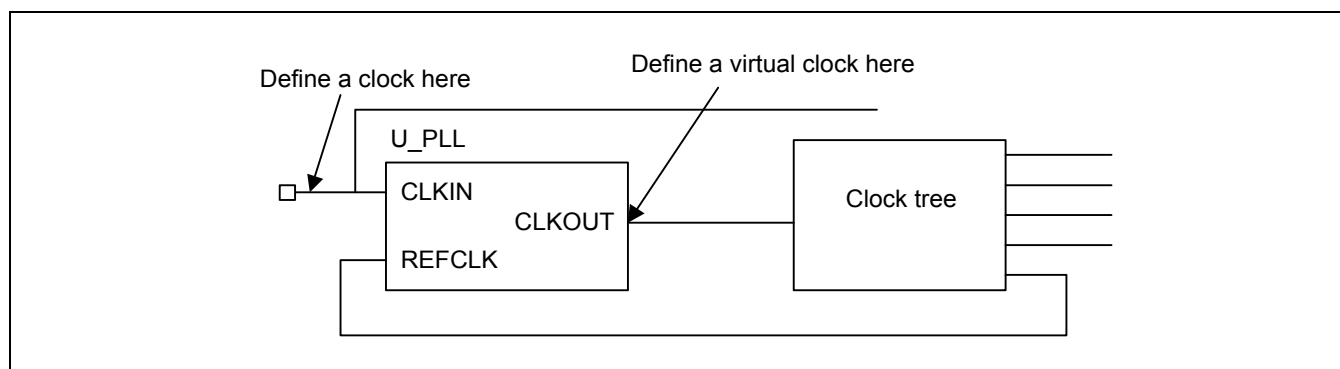 Define a clock here
Define a virtual clock here
U_PLL
CLKIN
CLKOUT
REFCLK
Clock tree